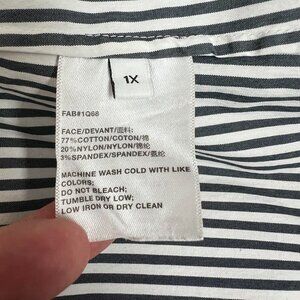 1X
FAB#1Q68
FACE/DEVANT/面料:
77%COTTON/COTON/棉
20%NYLON/NYLON/锦纶
3%SPANDEX/SPANDEX/氨纶
MACHINE WASH COLD WITH LIKE
COLORS;
DO NOT BLEACH;
TUMBLE DRY LOW;
LOW IRON OR DRY CLEAN